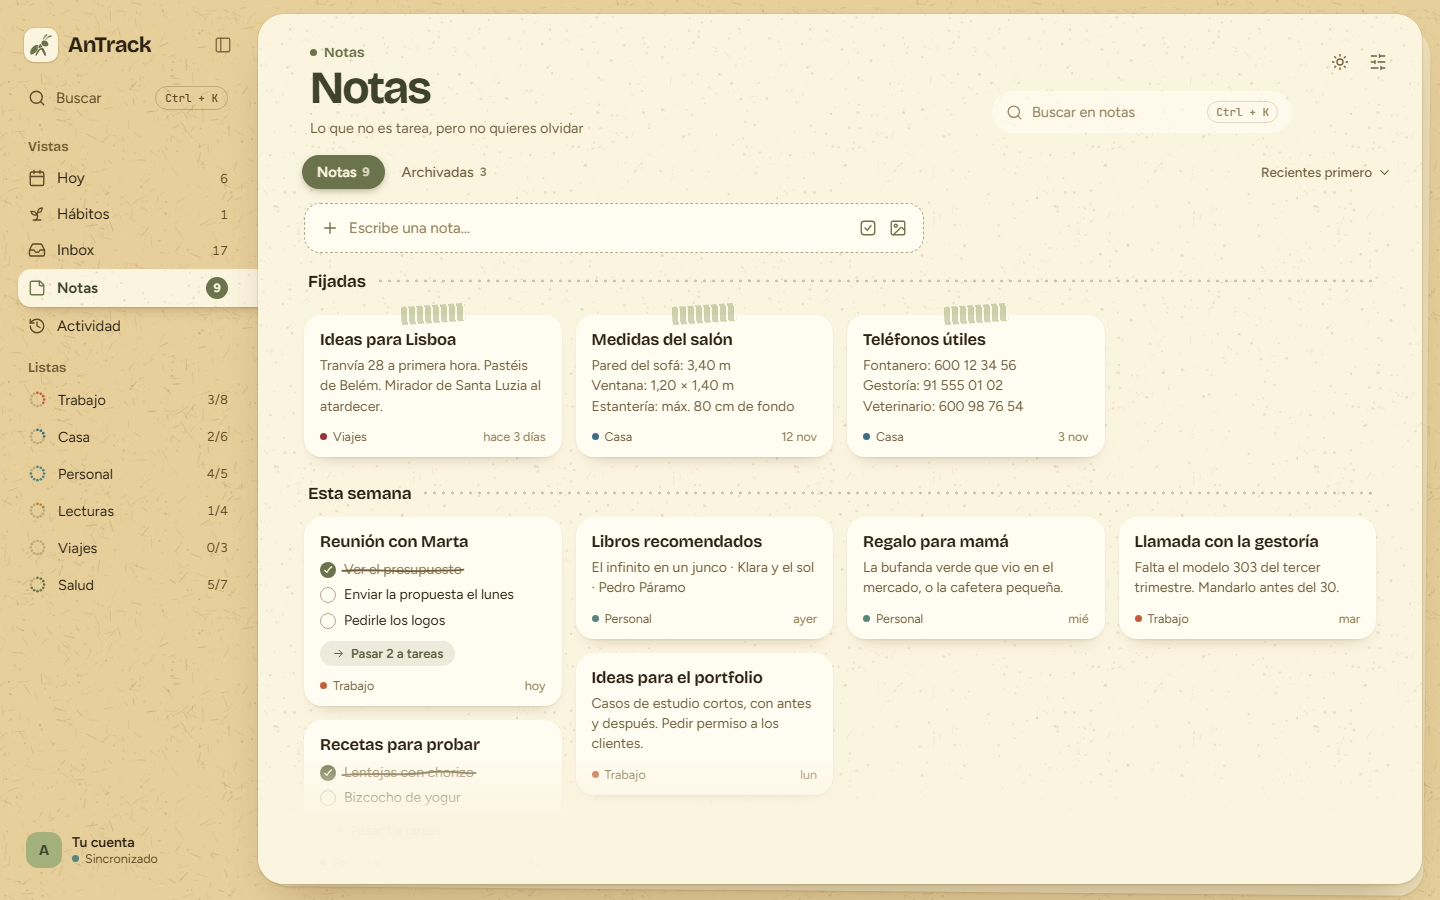 AnTrack
Buscar
Ctrl + K
Vistas
Hoy 6
Hábitos 1
Inbox 17
Notas 9
Actividad
Listas
Trabajo 3/8
Casa 2/6
Personal 4/5
Lecturas 1/4
Viajes 0/3
Salud 5/7
A
Tu cuenta
Sincronizado
Notas
Notas
Lo que no es tarea, pero no quieres olvidar
Buscar en notas
Ctrl + K
Notas 9
Archivadas 3
Recientes primero
Escribe una nota...
Fijadas
Ideas para Lisboa
Tranvía 28 a primera hora. Pastéis
de Belém. Mirador de Santa Luzia al
atardecer.
Viajes
hace 3 días
Medidas del salón
Pared del sofá: 3,40 m
Ventana: 1,20 × 1,40 m
Estantería: máx. 80 cm de fondo
Casa
12 nov
Teléfonos útiles
Fontanero: 600 12 34 56
Gestoría: 91 555 01 02
Veterinario: 600 98 76 54
Casa
3 nov
Esta semana
Reunión con Marta
Ver el presupuesto
Enviar la propuesta el lunes
Pedirle los logos
Pasar 2 a tareas
Trabajo
hoy
Recetas para probar
Lentejas con chorizo
Bizcocho de yogur
Pasar 2 a tareas
Libros recomendados
El infinito en un junco · Klara y el sol
· Pedro Páramo
Personal
ayer
Ideas para el portfolio
Casos de estudio cortos, con antes
y después. Pedir permiso a los
clientes.
Trabajo
lun
Regalo para mamá
La bufanda verde que vio en el
mercado, o la cafetera pequeña.
Personal
mié
Llamada con la gestoría
Falta el modelo 303 del tercer
trimestre. Mandarlo antes del 30.
Trabajo
mar